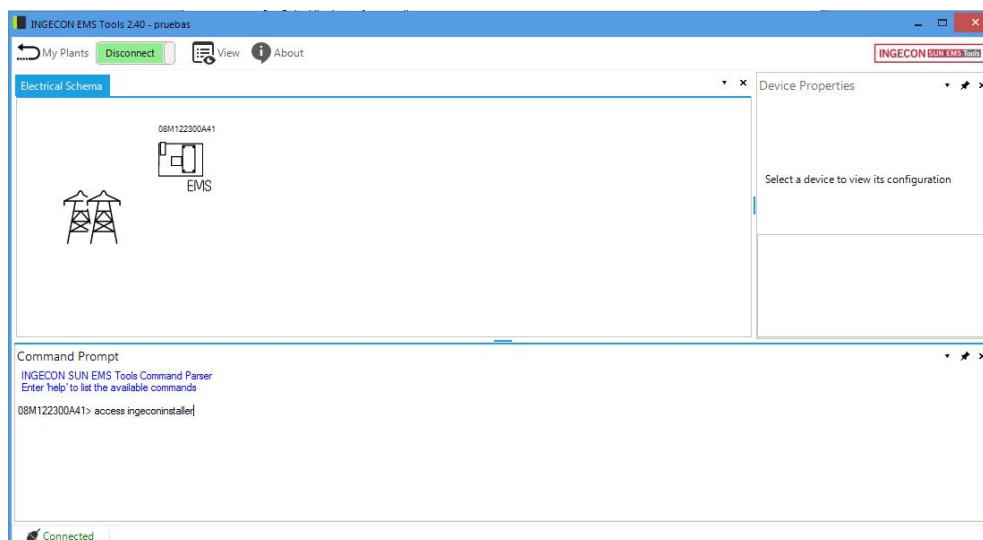 INGECON EMS Tools 2.40 - pruebas
My Plants Disconnect View About
INGECON SUN EMS Tools
Electrical Schema
Device Properties
08M122300A41
EMS
Select a device to view its configuration
Command Prompt
INGECON SUN EMS Tools Command Parser
Enter 'help' to list the available commands
08M122300A41> access ingeconinstaller
Connected